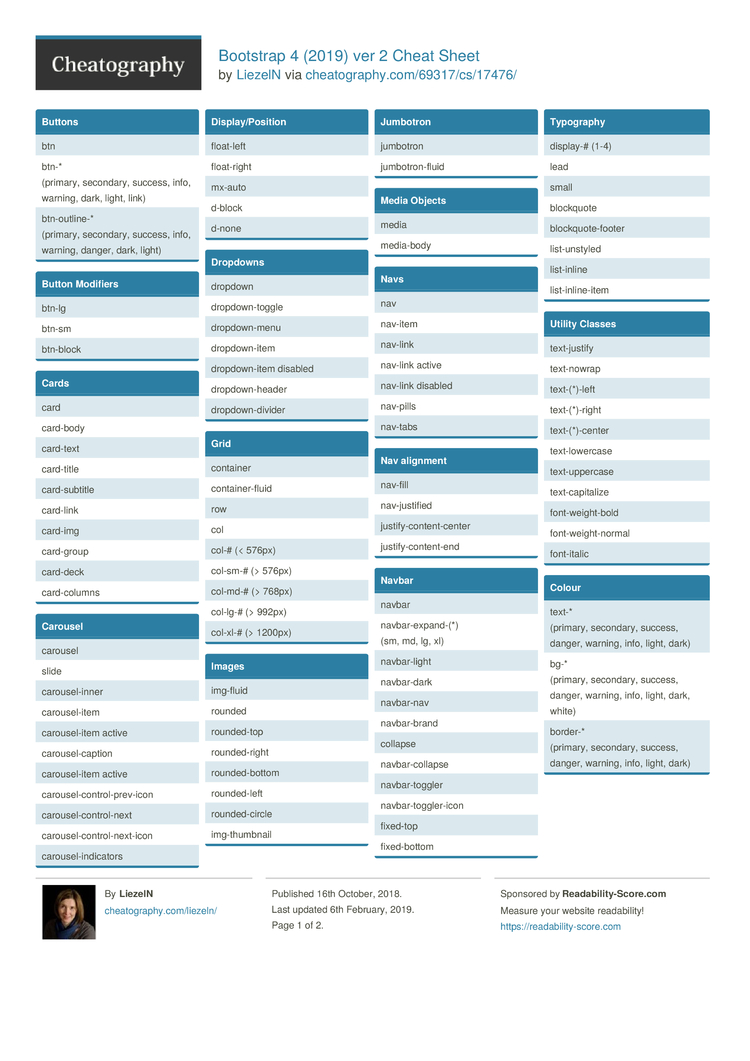 Cheatography
Bootstrap 4 (2019) ver 2 Cheat Sheet
by LiezelN via cheatography.com/69317/cs/17476/
Buttons
btn
btn-*
(primary, secondary, success, info,
warning, dark, light, link)
btn-outline-*
(primary, secondary, success, info,
warning, danger, dark, light)
Button Modifiers
btn-lg
btn-sm
btn-block
Cards
card
card-body
card-text
card-title
card-subtitle
card-link
card-img
card-group
card-deck
card-columns
Carousel
carousel
slide
carousel-inner
carousel-item
carousel-item active
carousel-caption
carousel-item active
carousel-control-prev-icon
carousel-control-next
carousel-control-next-icon
carousel-indicators
Display/Position
float-left
float-right
mx-auto
d-block
d-none
Dropdowns
dropdown
dropdown-toggle
dropdown-menu
dropdown-item
dropdown-item disabled
dropdown-header
dropdown-divider
Grid
container
container-fluid
row
col
col-# (< 576px)
col-sm-# (> 576px)
col-md-# (> 768px)
col-lg-# (> 992px)
col-xl-# (> 1200px)
Images
img-fluid
rounded
rounded-top
rounded-right
rounded-bottom
rounded-left
rounded-circle
img-thumbnail
Jumbotron
jumbotron
jumbotron-fluid
Media Objects
media
media-body
Navs
nav
nav-item
nav-link
nav-link active
nav-link disabled
nav-pills
nav-tabs
Nav alignment
nav-fill
nav-justified
justify-content-center
justify-content-end
Navbar
navbar
navbar-expand-(*)
(sm, md, lg, xl)
navbar-light
navbar-dark
navbar-nav
navbar-brand
collapse
navbar-collapse
navbar-toggler
navbar-toggler-icon
fixed-top
fixed-bottom
Typography
display-# (1-4)
lead
small
blockquote
blockquote-footer
list-unstyled
list-inline
list-inline-item
Utility Classes
text-justify
text-nowrap
text-(*)-left
text-(*)-right
text-(*)-center
text-lowercase
text-uppercase
text-capitalize
font-weight-bold
font-weight-normal
font-italic
Colour
text-*
(primary, secondary, success,
danger, warning, info, light, dark)
bg-*
(primary, secondary, success,
danger, warning, info, light, dark,
white)
border-*
(primary, secondary, success,
danger, warning, info, light, dark)
By LiezelN
cheatography.com/liezeln/
Published 16th October, 2018.
Last updated 6th February, 2019.
Page 1 of 2.
Sponsored by Readability-Score.com
Measure your website readability!
https://readability-score.com